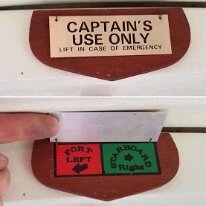 CAPTAIN'S
USE ONLY
LIFT IN CASE OF EMERGENCY
PORT
LEFT
STARBOARD
Right